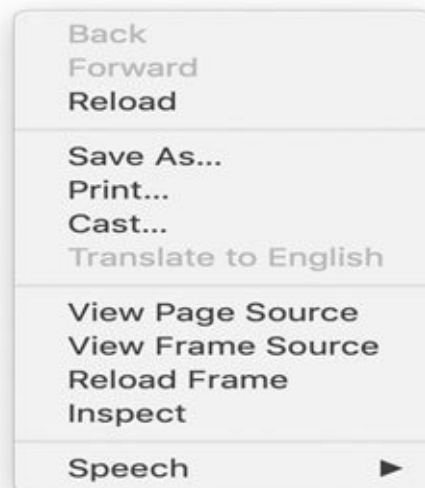 Back
Forward
Reload
Save As...
Print...
Cast...
Translate to English
View Page Source
View Frame Source
Reload Frame
Inspect
Speech